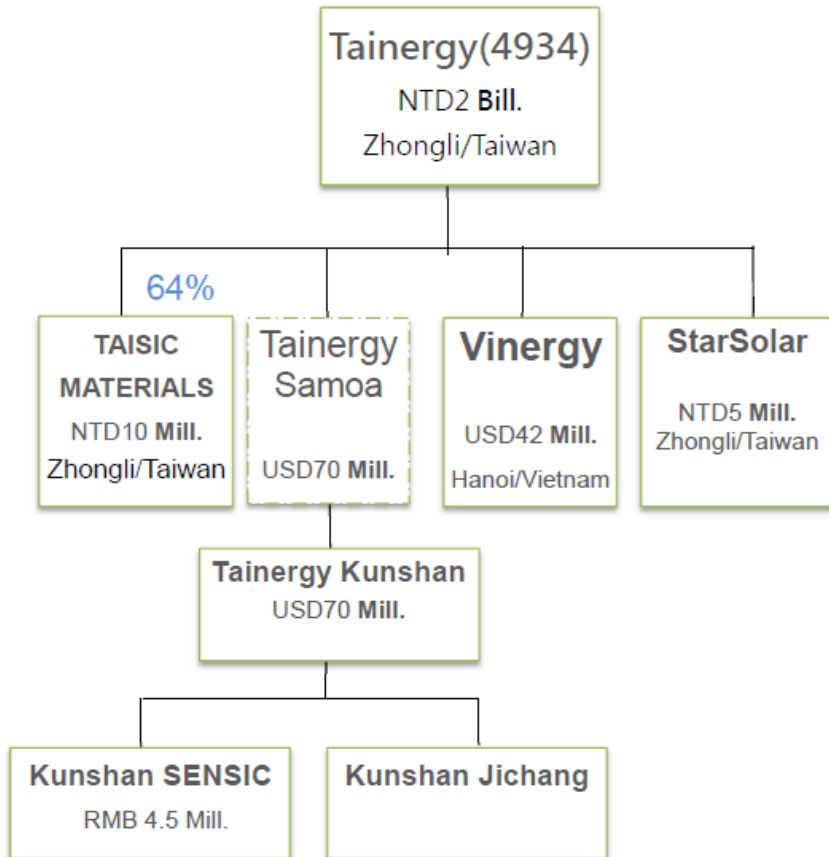 Tainergy(4934)
NTD2 Bill.
Zhongli/Taiwan
64%
TAISIC
MATERIALS
NTD10 Mill.
Zhongli/Taiwan
Tainergy
Samoa
USD70 Mill.
Vinergy
USD42 Mill.
Hanoi/Vietnam
StarSolar
NTD5 Mill.
Zhongli/Taiwan
Tainergy Kunshan
USD70 Mill.
Kunshan SENSIC
RMB 4.5 Mill.
Kunshan Jichang